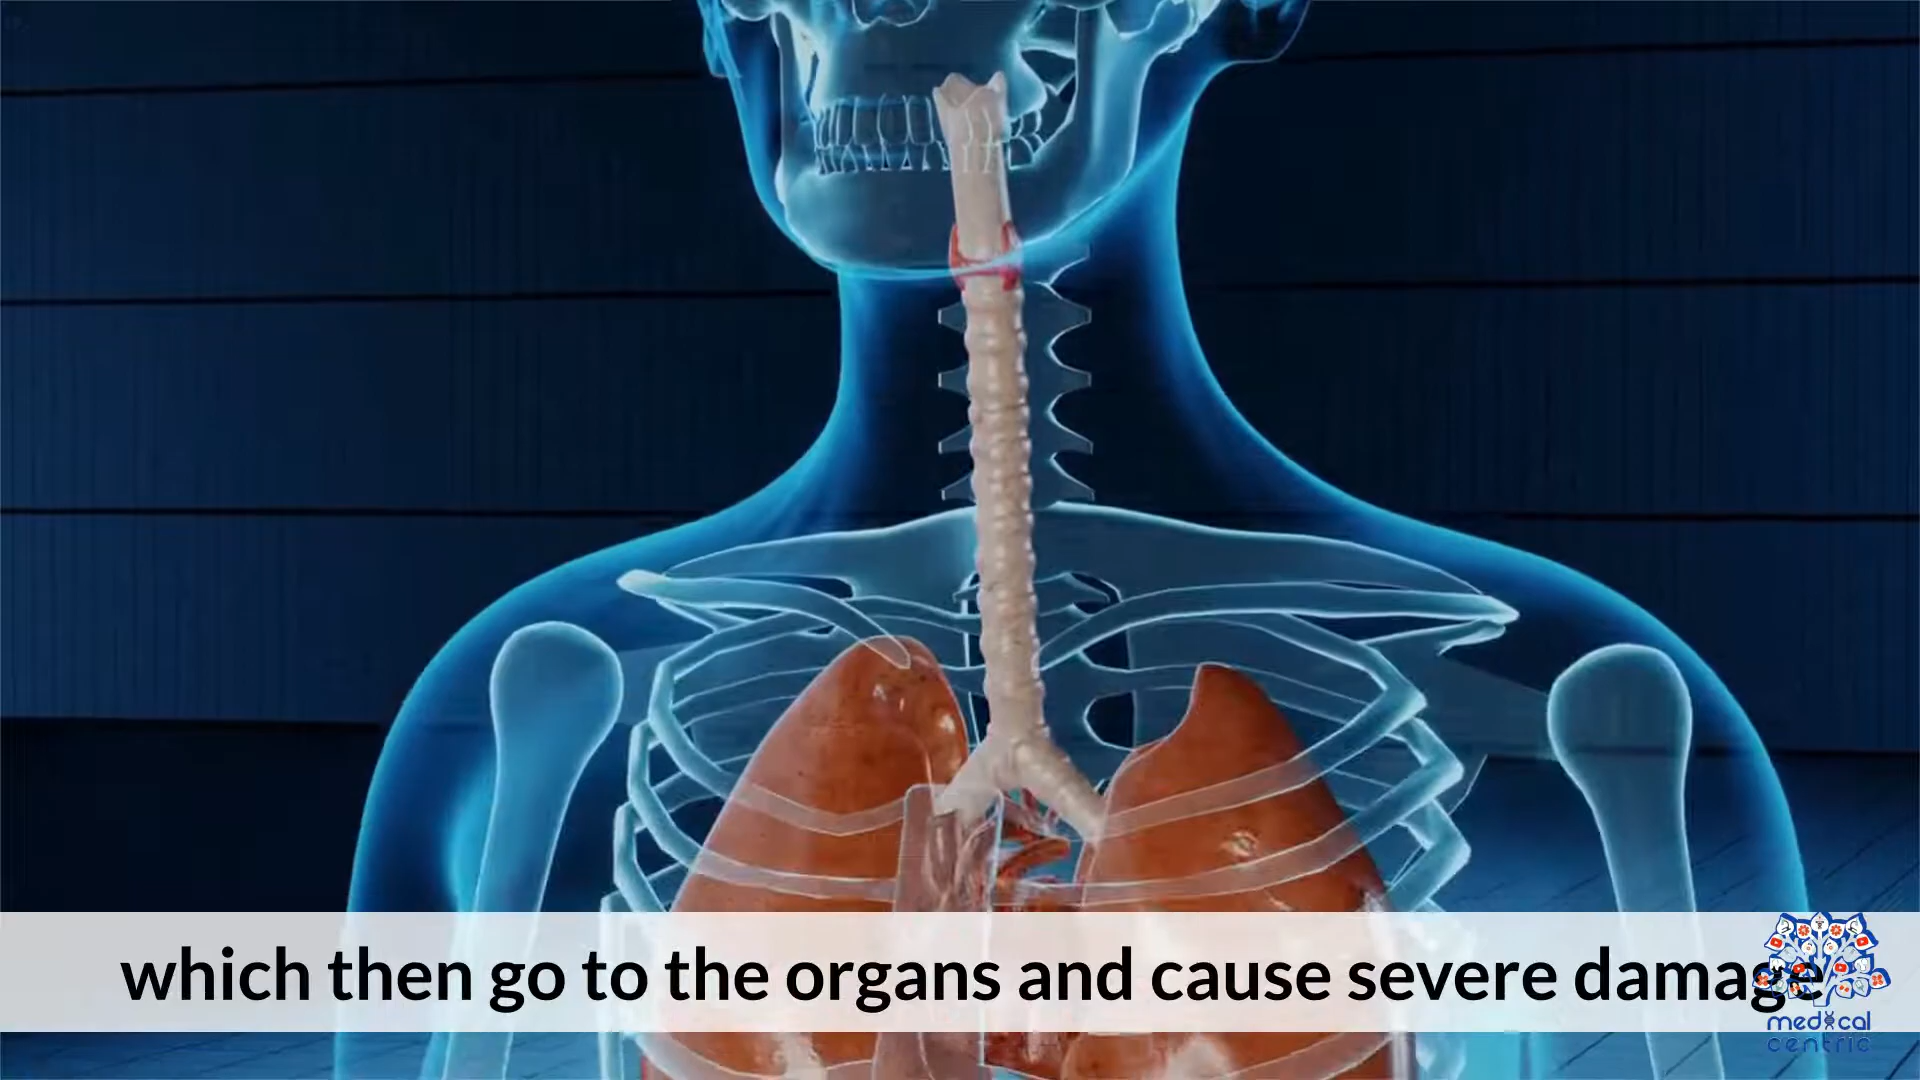 which then go to the organs and cause severe damage
medical
centric